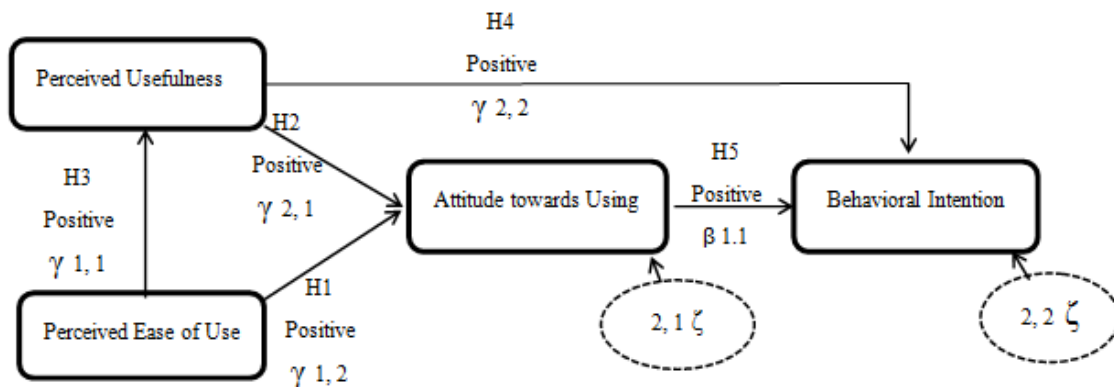 H4
Positive
γ 2, 2
Perceived Usefulness
H2
Positive
γ 2, 1
H3
Positive
γ 1, 1
Attitude towards Using
H5
Positive
β 1.1
Behavioral Intention
H1
Positive
γ 1, 2
Perceived Ease of Use
2, 1 ζ
2, 2 ζ